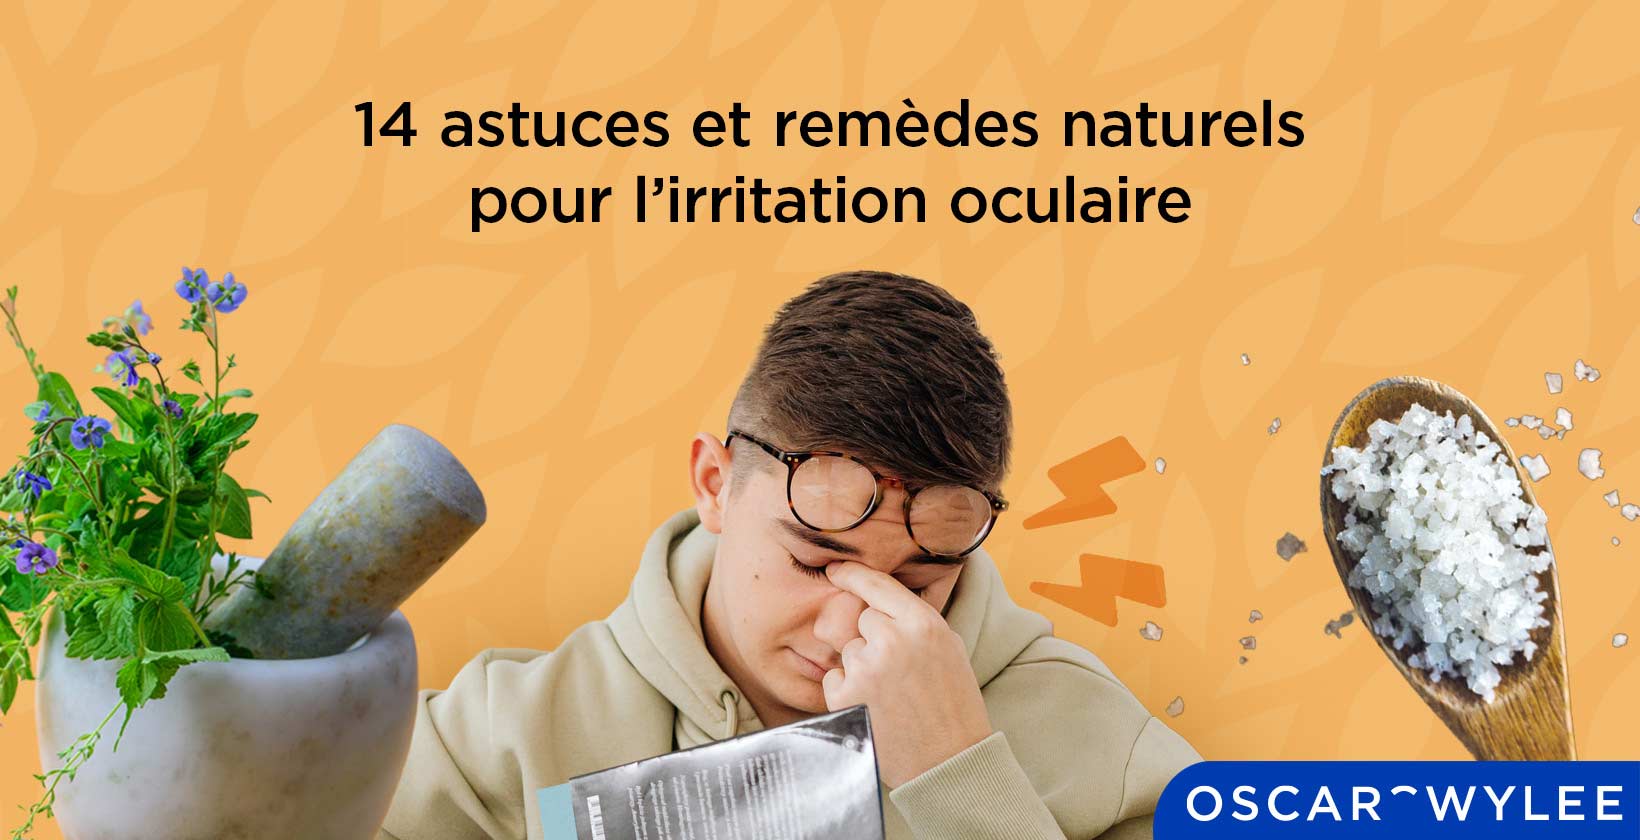 14 astuces et remèdes naturels
pour l’irritation oculaire
OSCAR WYLEE